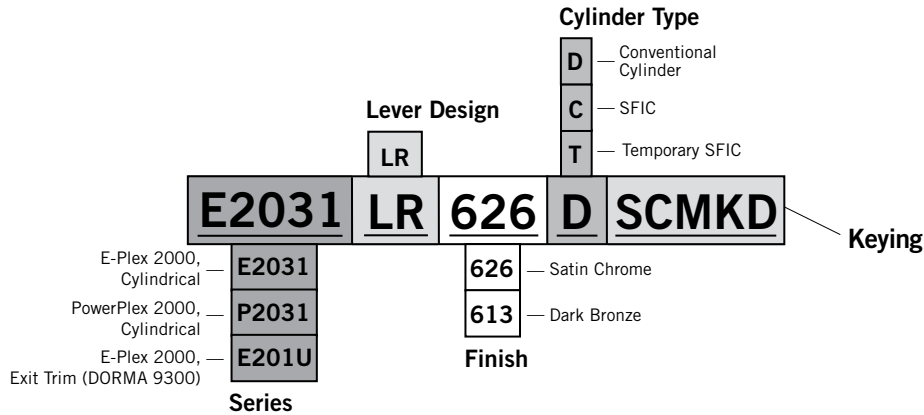 Cylinder Type
D
Conventional
Cylinder
C
SFIC
T
Temporary SFIC
Lever Design
LR
E2031 LR 626 D SCMKD
Keying
E-Plex 2000,
Cylindrical
E2031
PowerPlex 2000,
Cylindrical
P2031
E-Plex 2000,
Exit Trim (DORMA 9300)
E201U
Series
626
Satin Chrome
613
Dark Bronze
Finish